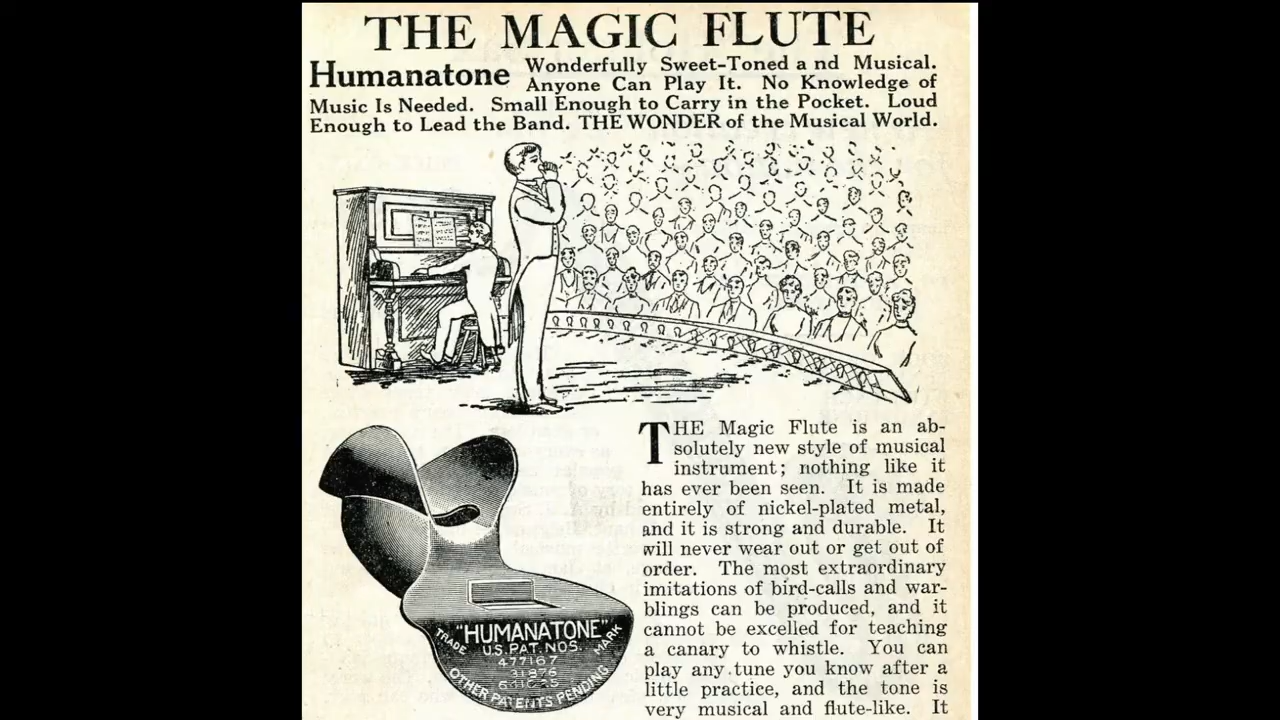 THE MAGIC FLUTE
Humanatone
Wonderfully Sweet-Toned a nd Musical.
Anyone Can Play It. No Knowledge of
Music Is Needed. Small Enough to Carry in the Pocket. Loud
Enough to Lead the Band. THE WONDER of the Musical World.
THE Magic Flute is an ab-
solutely new style of musical
instrument; nothing like it
has ever been seen. It is made
entirely of nickel-plated metal,
and it is strong and durable. It
will never wear out or get out of
order. The most extraordinary
imitations of bird-calls and war-
blings can be produced, and it
cannot be excelled for teaching
a canary to whistle. You can
play any tune you know after a
little practice, and the tone is
very musical and flute-like. It
"HUMANATONE"
TRADE MARK
U.S. PAT. NOS.
477167
31876
OTHER PATENTS PENDING